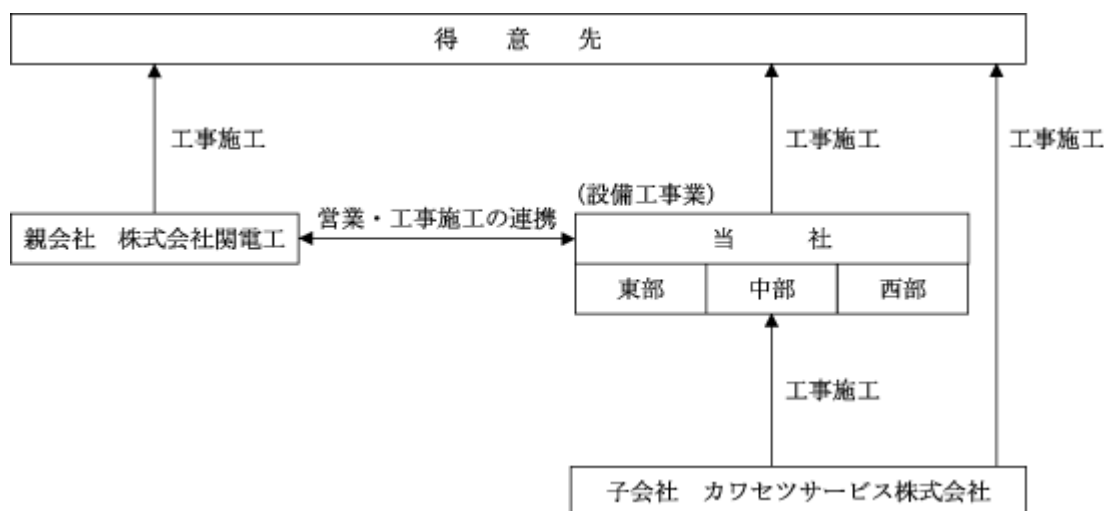 得 意 先
工事施工
工事施工
工事施工
(設備工事業)
親会社 株式会社関電工
営業・工事施工の連携
当 社
東部
中部
西部
工事施工
子会社 カワセツサービス株式会社